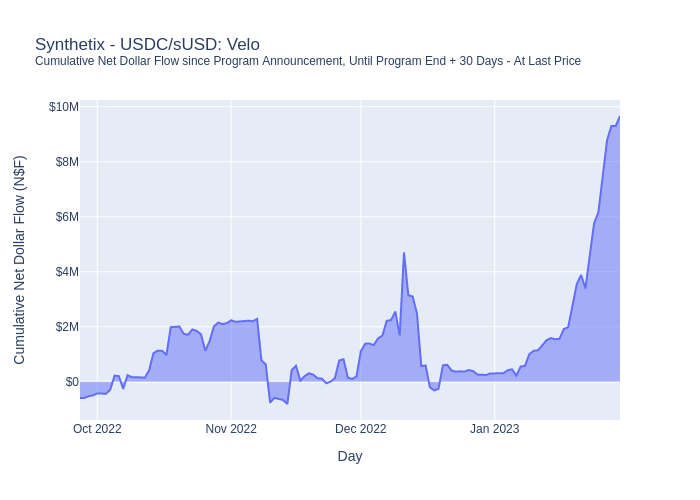 Synthetix - USDC/sUSD: Velo
Cumulative Net Dollar Flow since Program Announcement, Until Program End + 30 Days - At Last Price
Cumulative Net Dollar Flow (N$F)
$10M
$8M
$6M
$4M
$2M
$0
Oct 2022
Nov 2022
Dec 2022
Jan 2023
Day